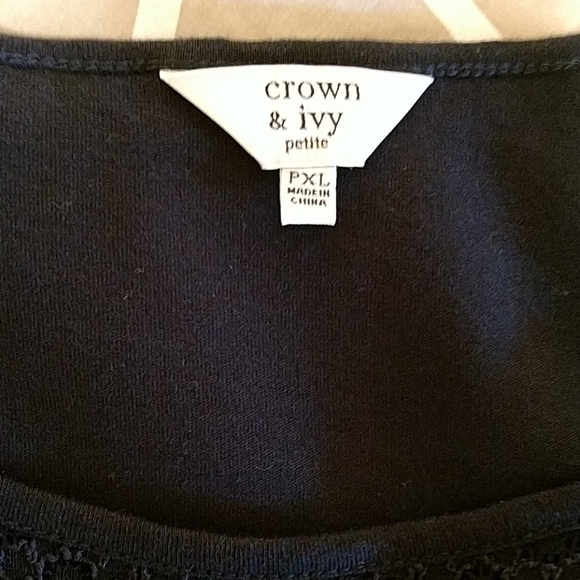 crown
& ivy
petite
PXL
MADE IN
CHINA